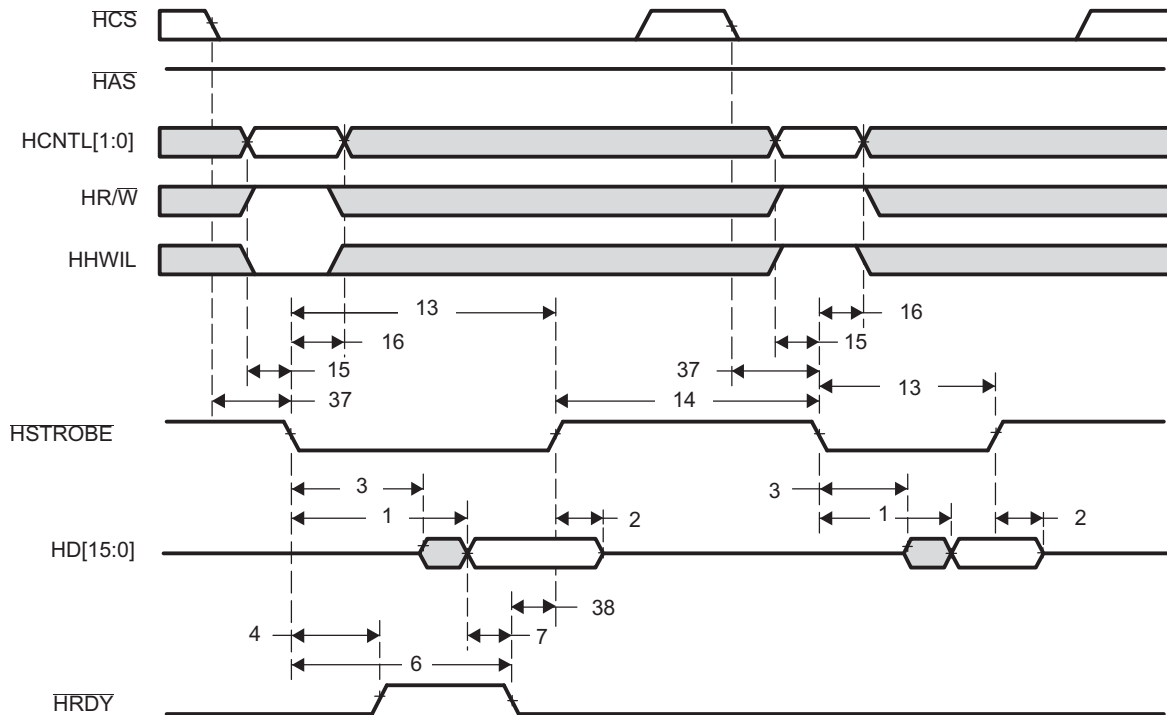 HCS
HAS
HCNTL[1:0]
HR/W
HHWIL
13
16
16
15
15
37
37
13
14
HSTROBE
3
3
1
2
1
2
HD[15:0]
38
4
7
6
HRDY